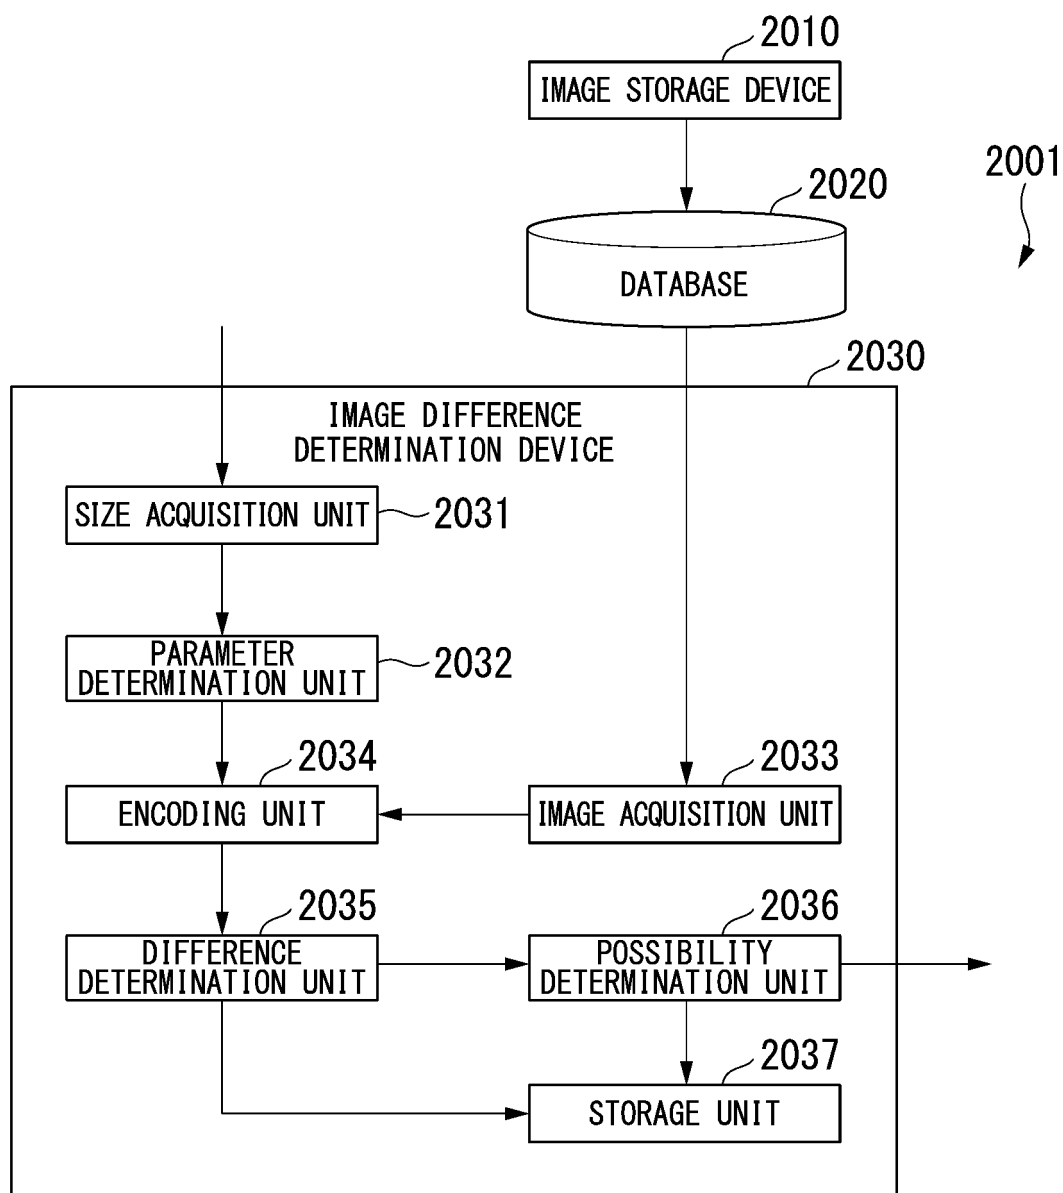 2010
IMAGE STORAGE DEVICE
2001
2020
DATABASE
2030
IMAGE DIFFERENCE
DETERMINATION DEVICE
SIZE ACQUISITION UNIT
2031
PARAMETER
DETERMINATION UNIT
2032
2034
ENCODING UNIT
2033
IMAGE ACQUISITION UNIT
2035
DIFFERENCE
DETERMINATION UNIT
2036
POSSIBILITY
DETERMINATION UNIT
2037
STORAGE UNIT